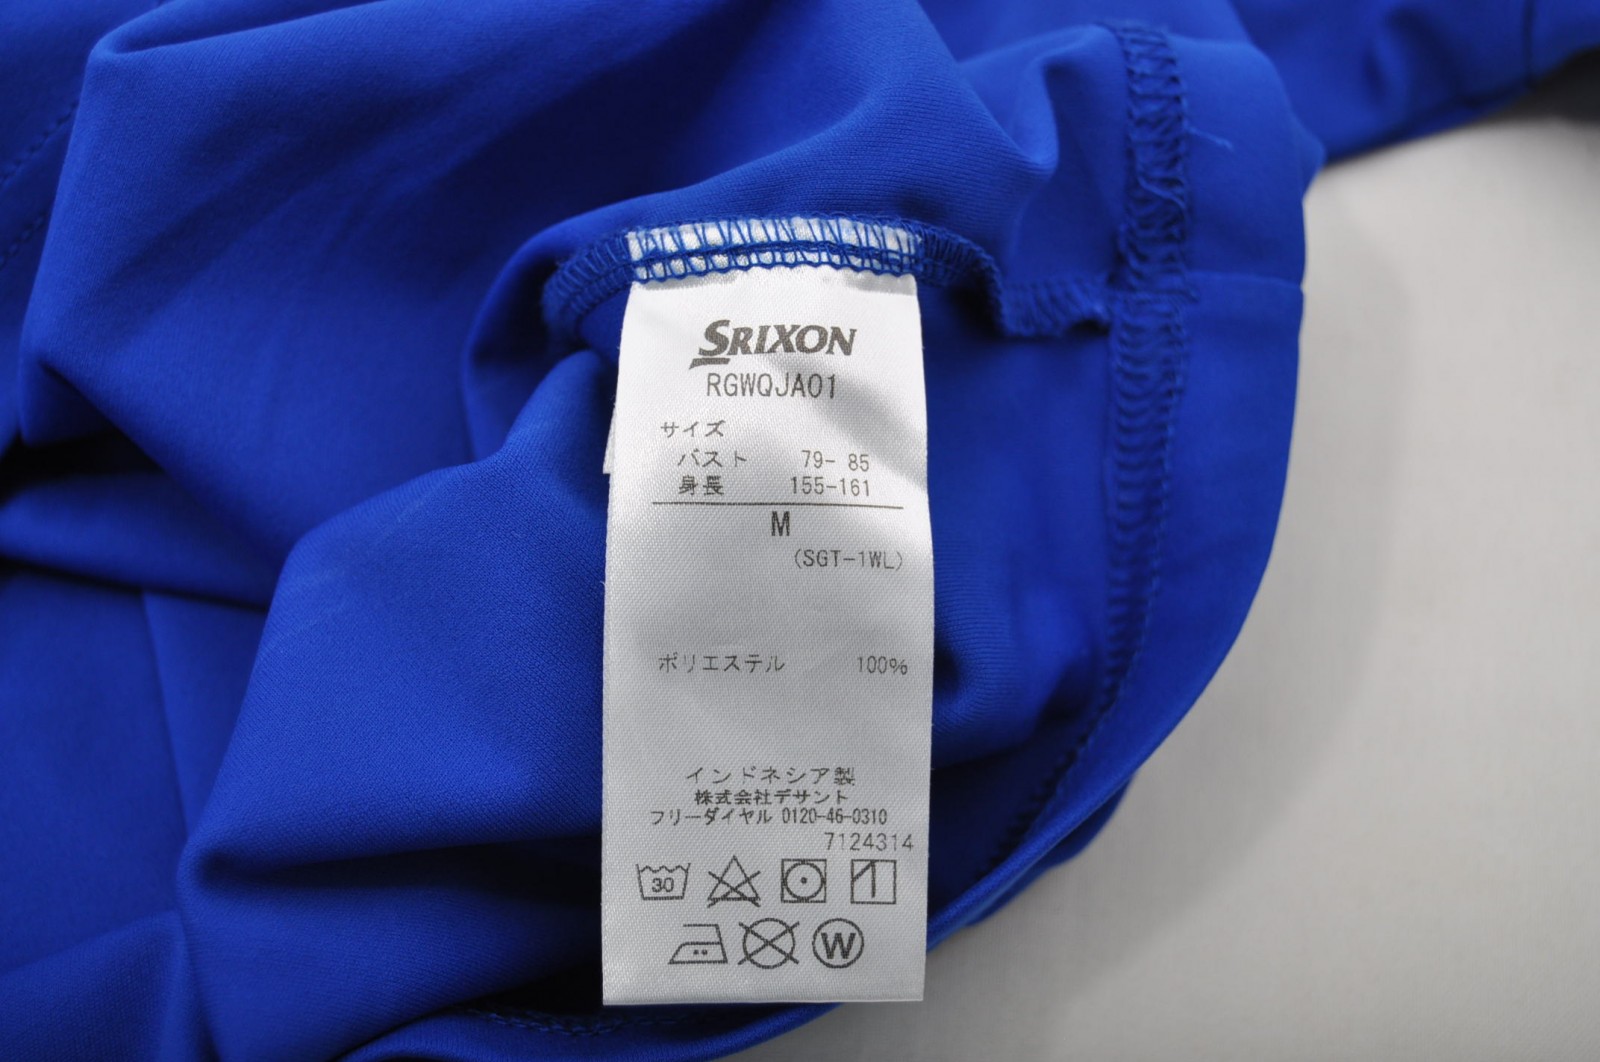 SRIXON
RGWQJA01
サイズ
バスト 79- 85
身長 155-161
M
(SGT-1WL)
ポリエステル 100%
インドネシア製
株式会社デサント
フリーダイヤル 0120-46-0310
7124314
30
W